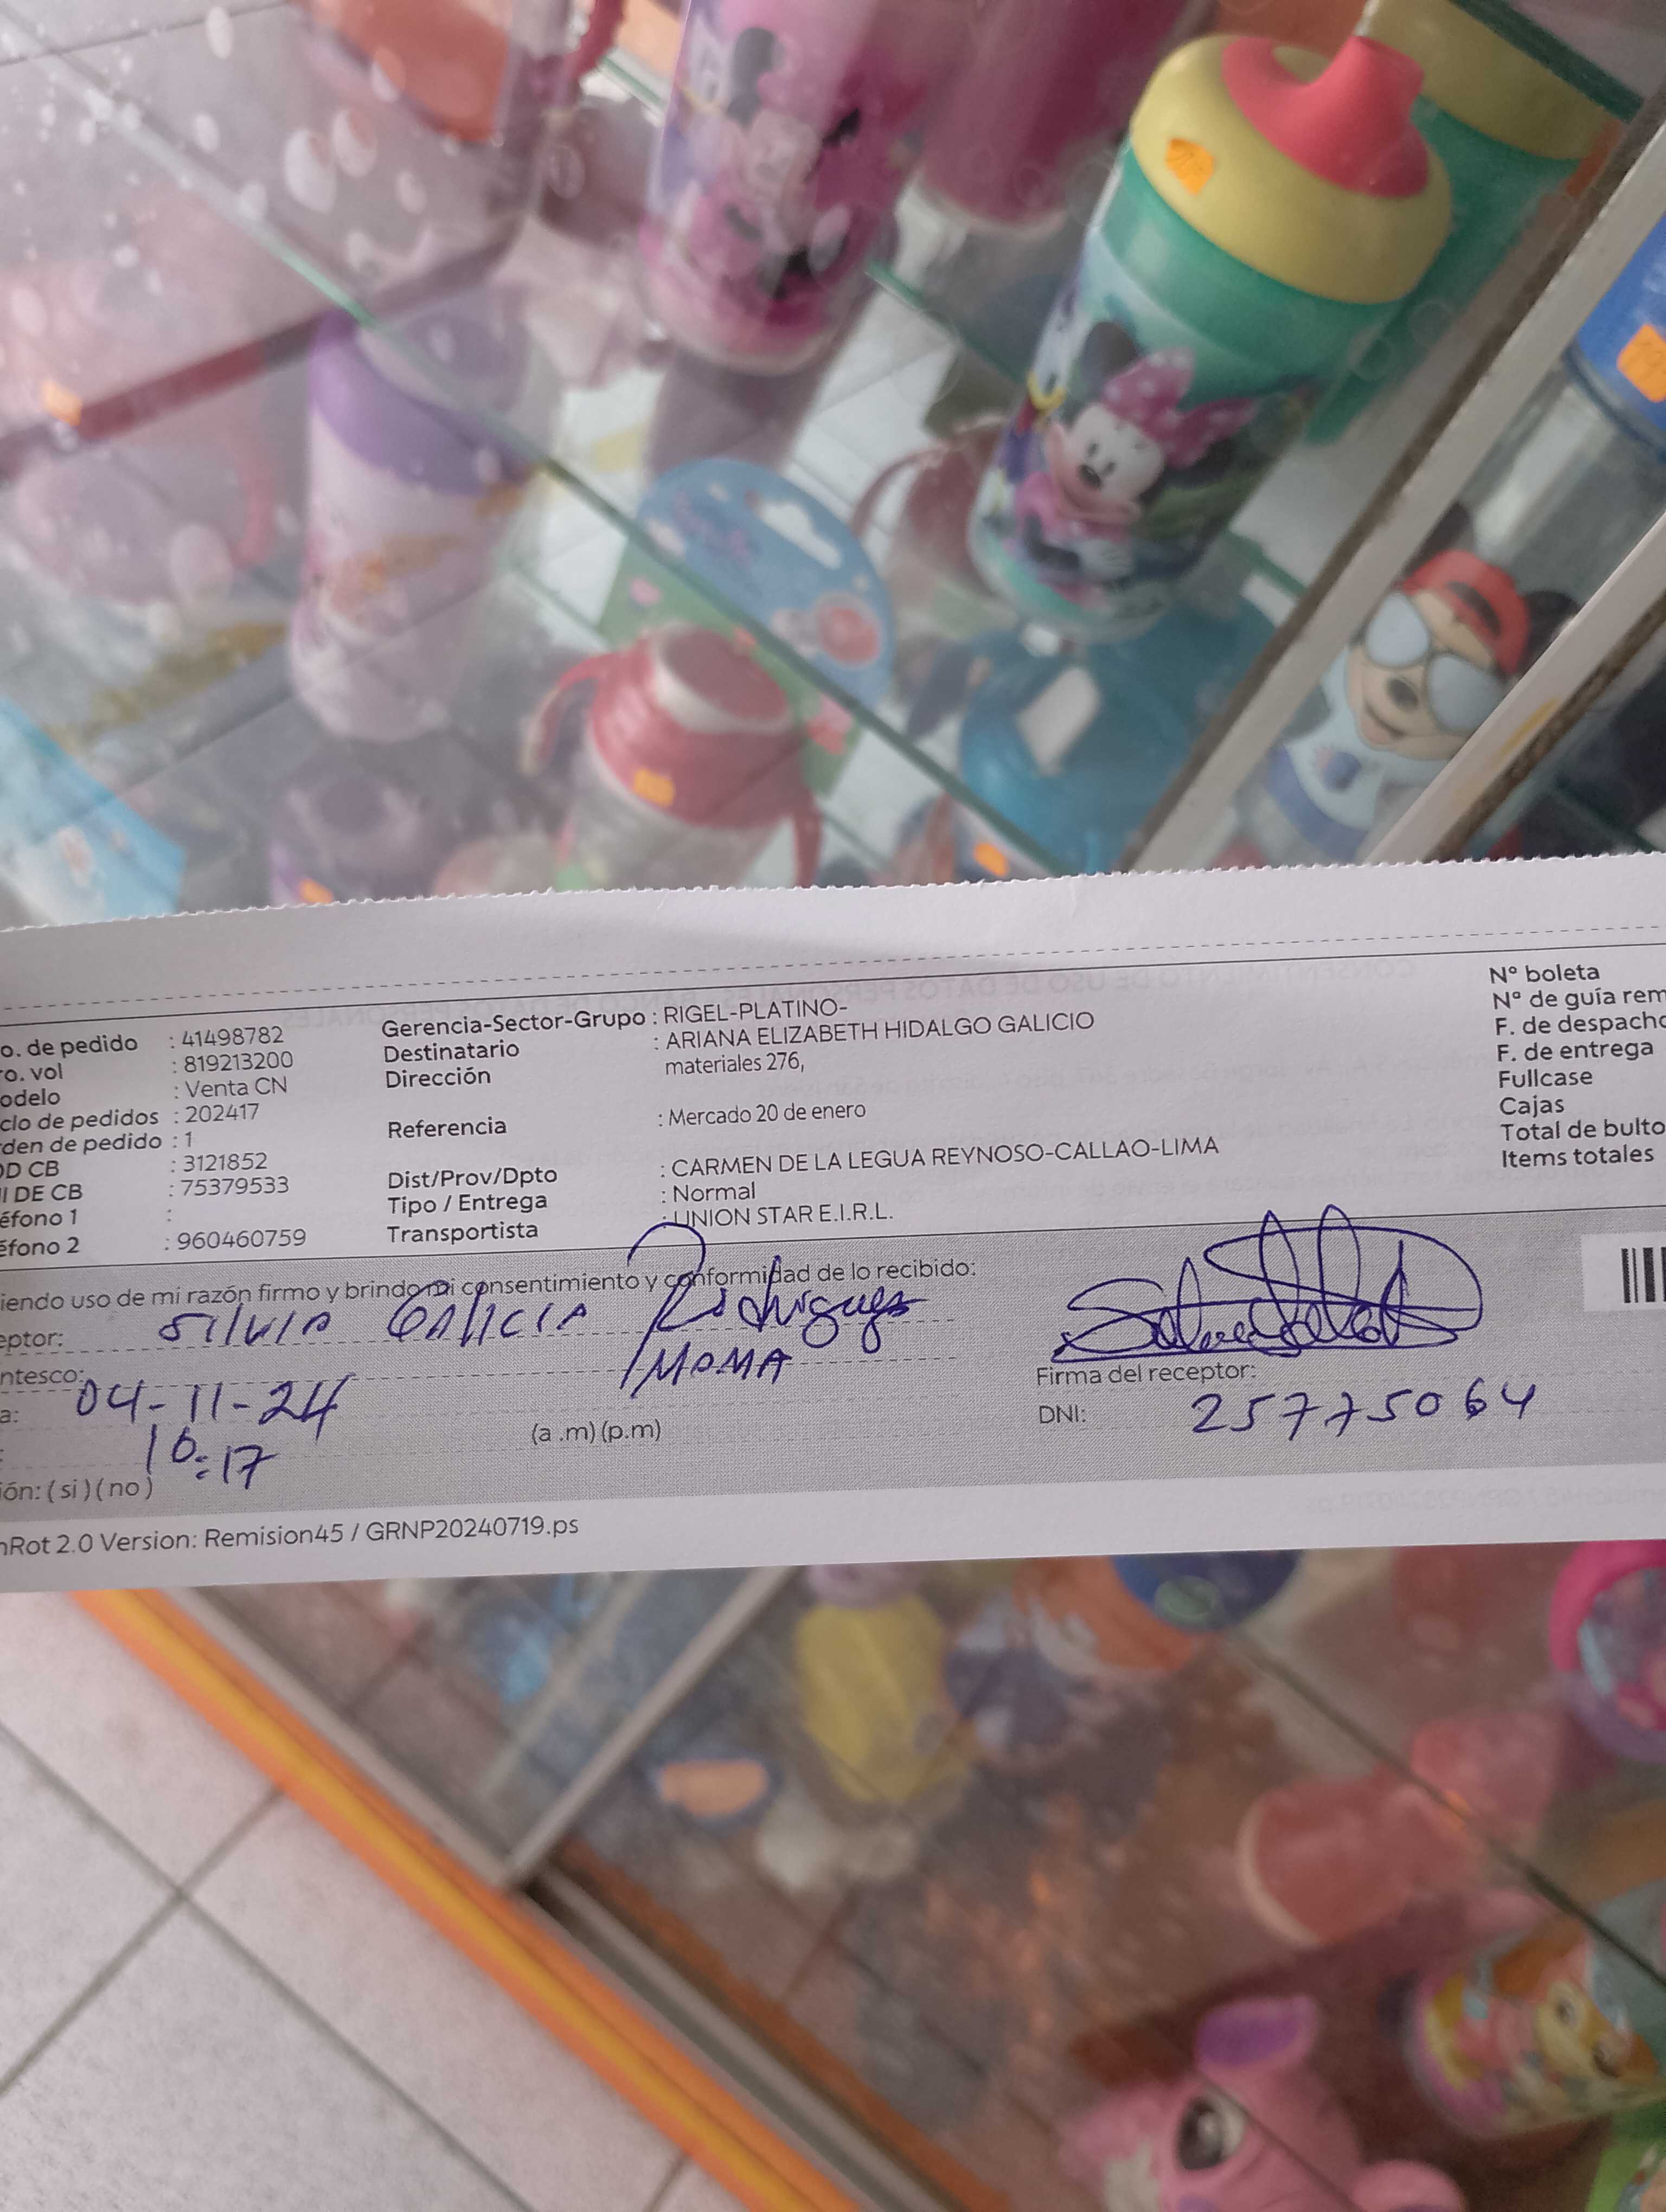 o. de pedido : 41498782
ro. vol : 819213200
odelo : Venta CN
clo de pedidos : 202417
den de pedido : 1
OD CB : 3121852
I DE CB : 75379533
éfono 1 :
éfono 2 : 960460759
Gerencia-Sector-Grupo : RIGEL-PLATINO-
Destinatario : ARIANA ELIZABETH HIDALGO GALICIO
Dirección materiales 276,
Referencia : Mercado 20 de enero
Dist/Prov/Dpto : CARMEN DE LA LEGUA REYNOSO-CALLAO-LIMA
Tipo / Entrega : Normal
Transportista : UNION STAR E.I.R.L.
N° boleta
N° de guía rem
F. de despacho
F. de entrega
Fullcase
Cajas
Total de bulto
Items totales
iendo uso de mi razón firmo y brindo mi consentimiento y conformidad de lo recibido:
eptor: SILVIA GALICIA Rodriguez
ntesco: MAMA
a: 04-11-24
: 16:17 (a .m) (p.m)
ión: ( si ) ( no )
Firma del receptor:
DNI: 25775064
nRot 2.0 Version: Remision45 / GRNP20240719.ps